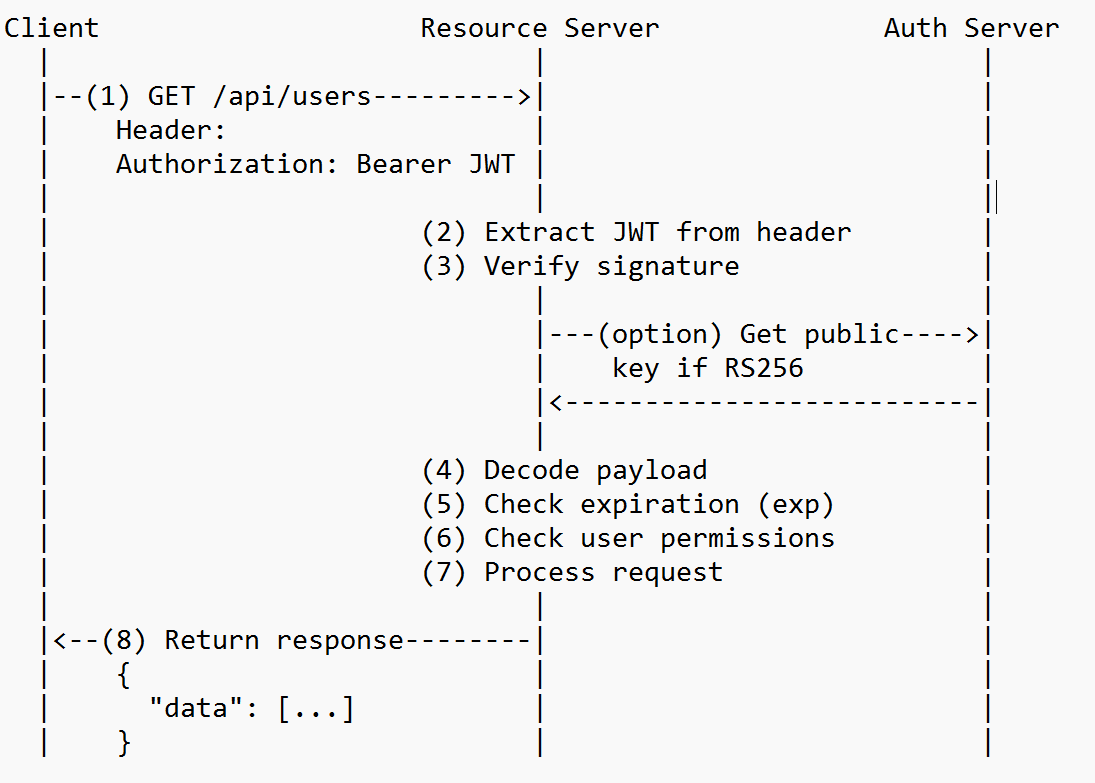 Client                    Resource Server              Auth Server
  |                              |                           |
  |--(1) GET /api/users--------->|                           |
  |    Header:                   |                           |
  |    Authorization: Bearer JWT |                           |
  |                              |                           |
  |                       (2) Extract JWT from header        |
  |                       (3) Verify signature               |
  |                              |                           |
  |                              |---(option) Get public---->|
  |                              |    key if RS256           |
  |                              |<--------------------------|
  |                              |                           |
  |                       (4) Decode payload                 |
  |                       (5) Check expiration (exp)         |
  |                       (6) Check user permissions         |
  |                       (7) Process request                |
  |                              |                           |
  |<--(8) Return response--------|                           |
  |    {                         |                           |
  |      "data": [...]           |                           |
  |    }                         |                           |